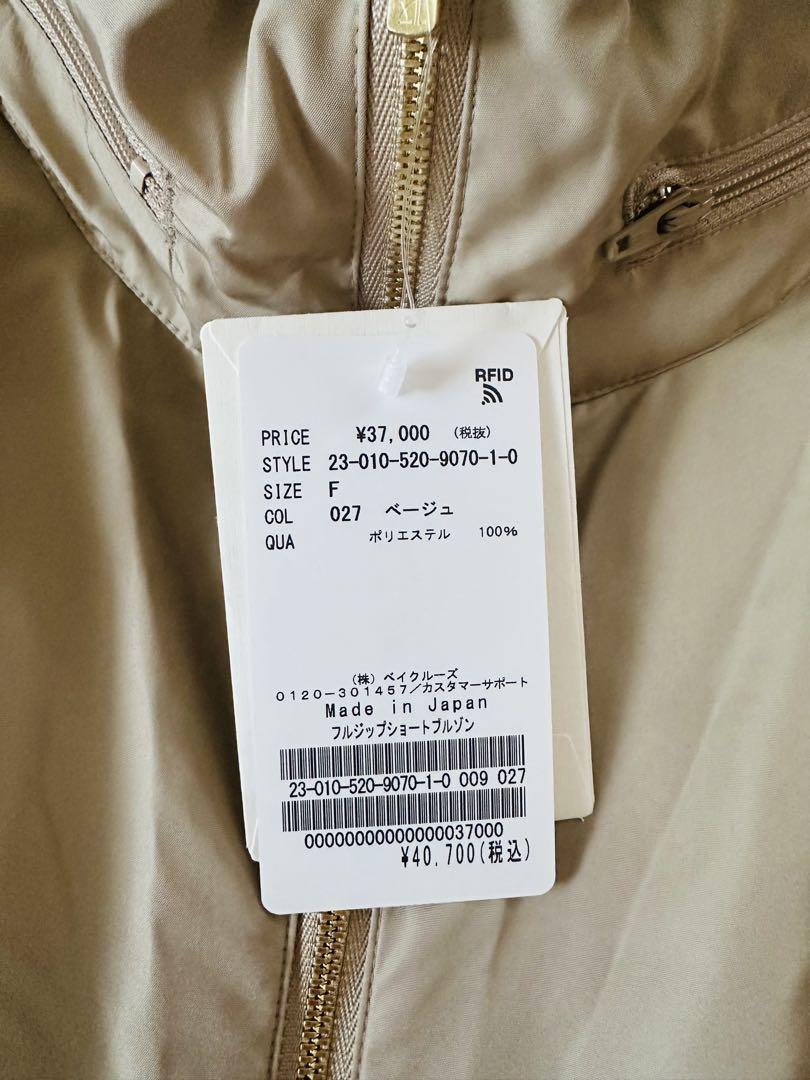 RFID
PRICE ¥37,000 (税抜)
STYLE 23-010-520-9070-1-0
SIZE F
COL 027 ベージュ
QUA ポリエステル 100%
(株) ベイクルーズ
0120-301457/カスタマーサポート
Made in Japan
フルジップショートブルゾン
23-010-520-9070-1-0 009 027
00000000000000037000
¥40,700(税込)